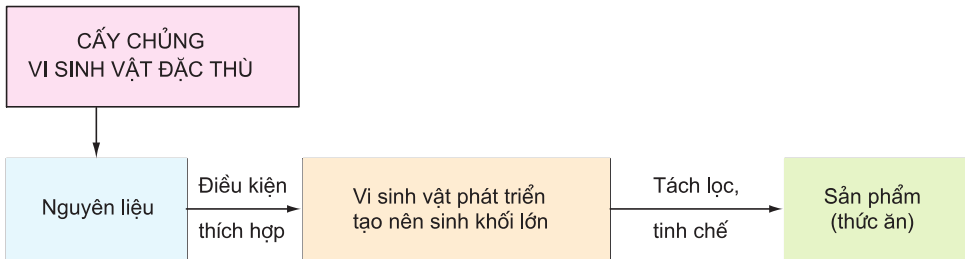 CẤY CHỦNG
VI SINH VẬT ĐẶC THÙ
Nguyên liệu
Điều kiện
thích hợp
Vi sinh vật phát triển
tạo nên sinh khối lớn
Tách lọc,
tinh chế
Sản phẩm
(thức ăn)